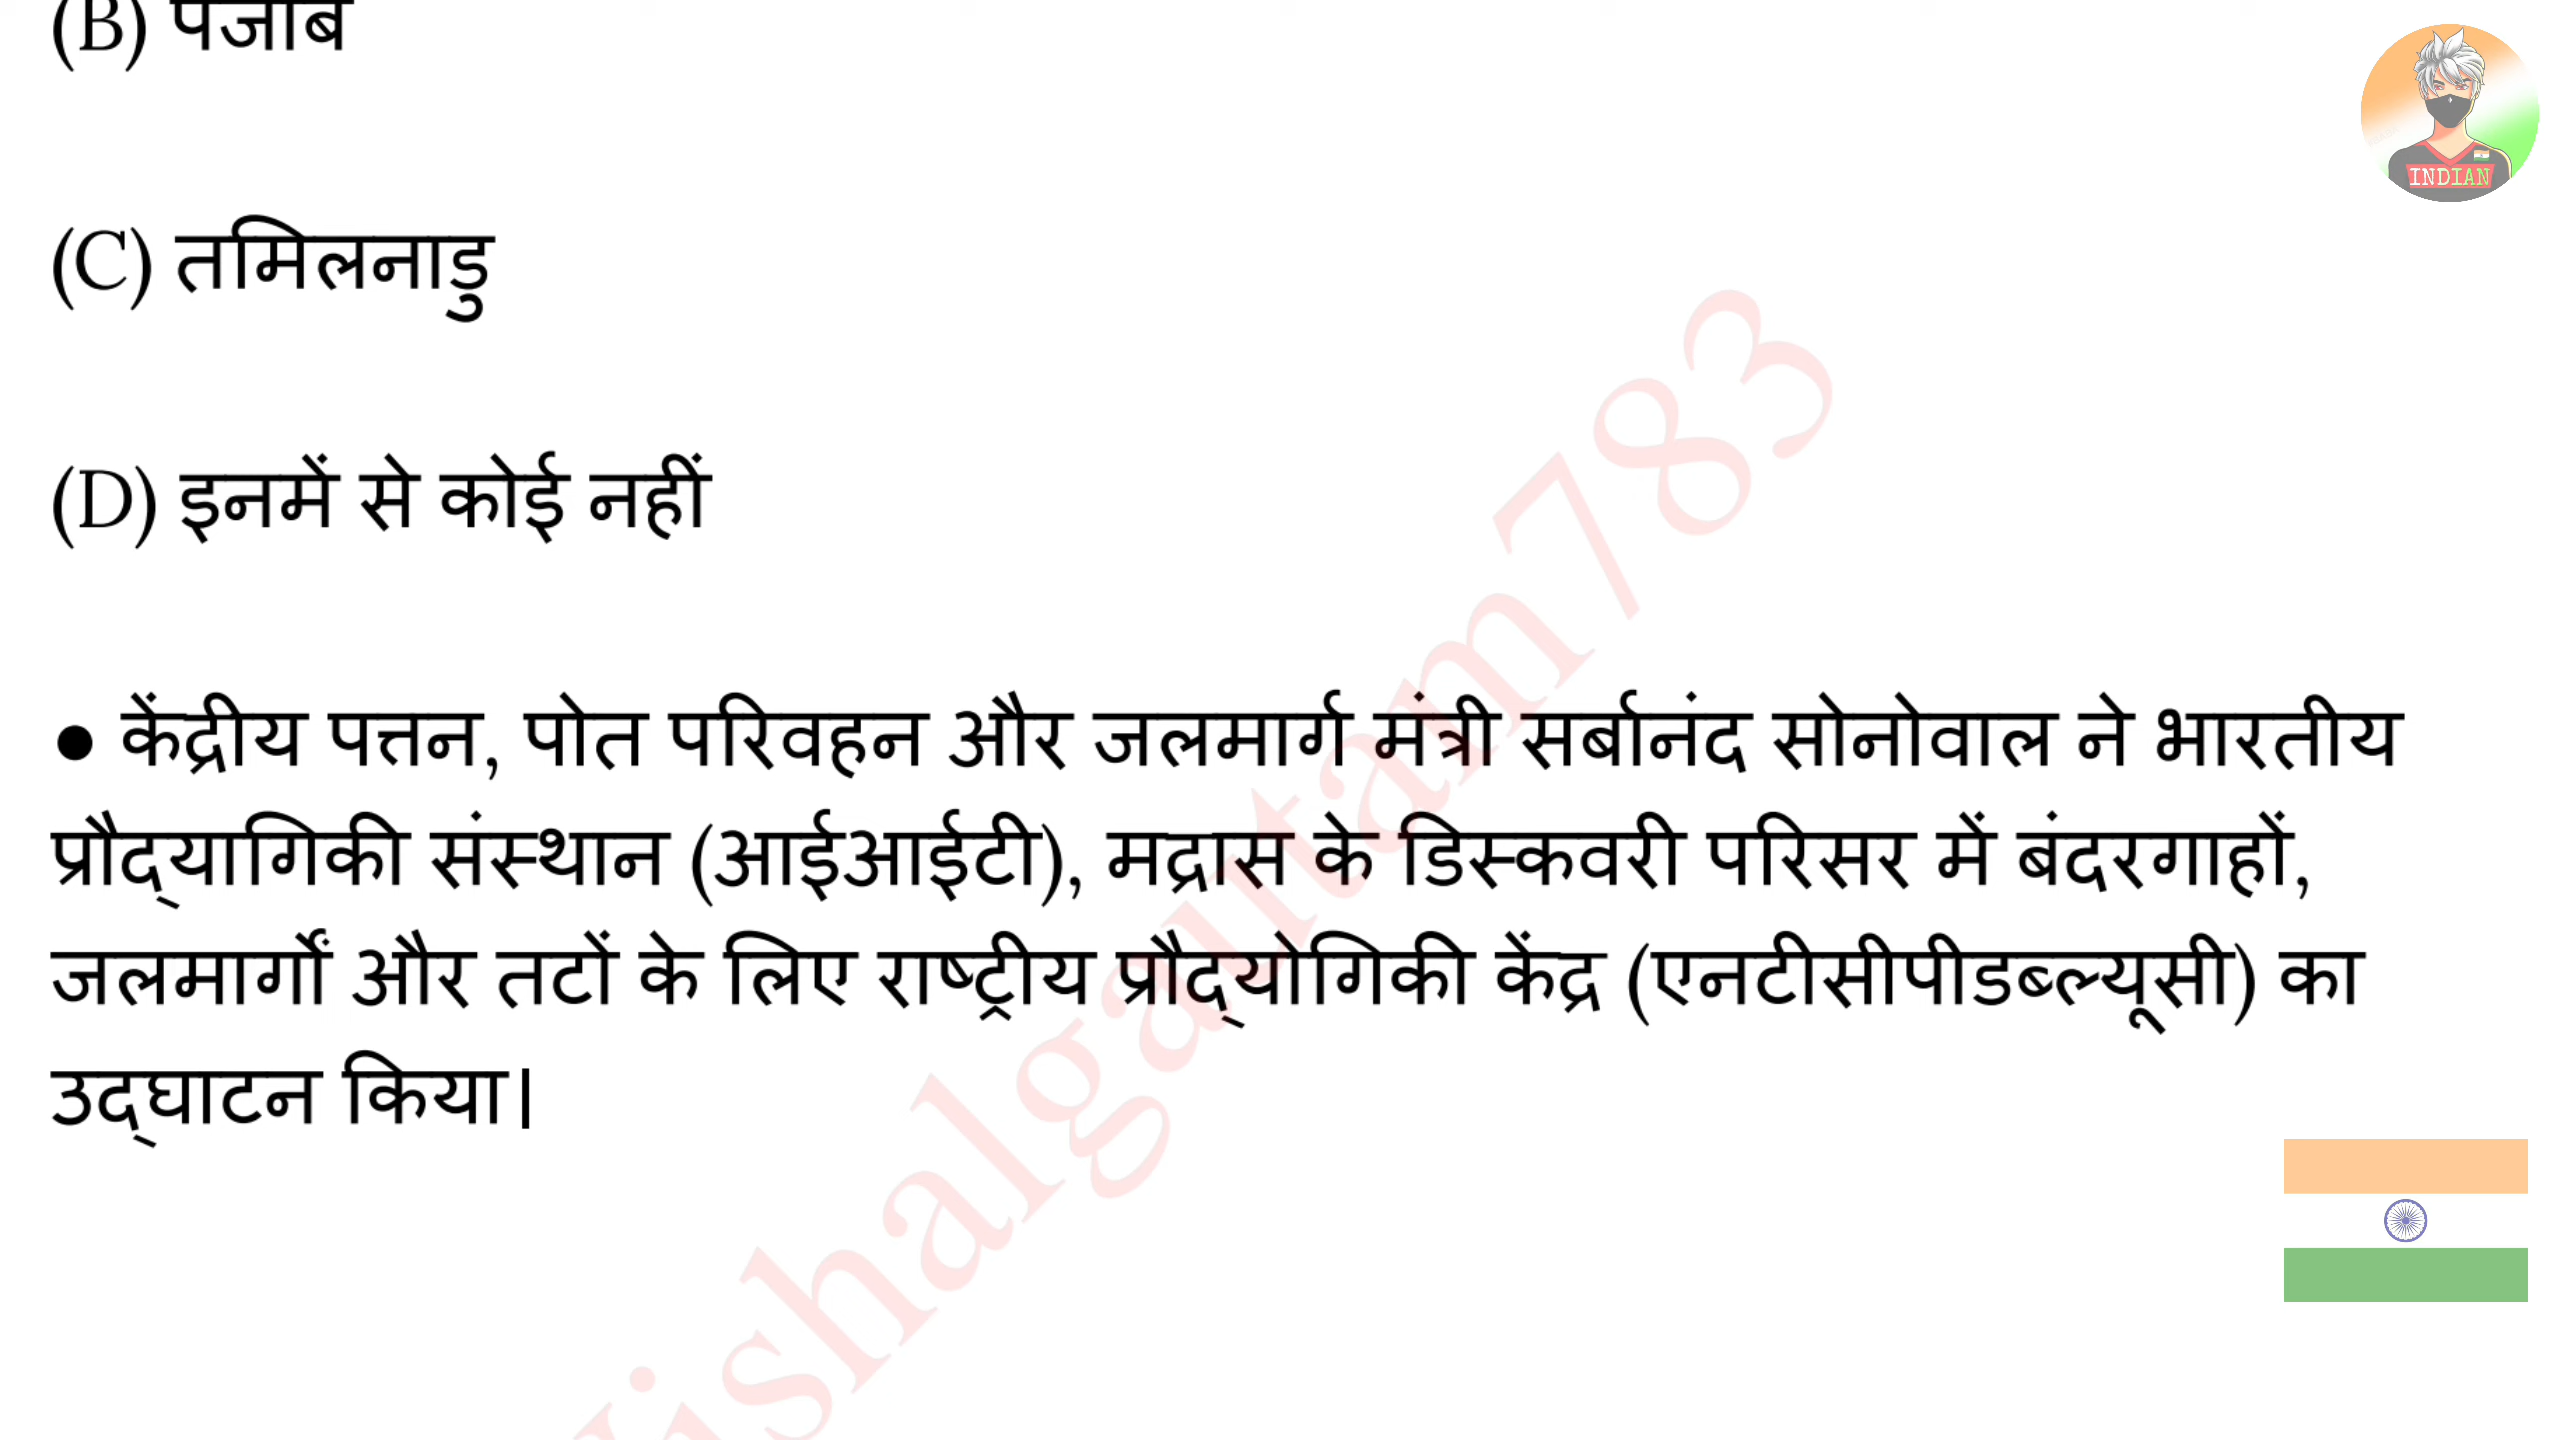 (B) पंजाब
INDIAN
(C) तमिलनाडु
(D) इनमें से कोई नहीं
● केंद्रीय पत्तन, पोत परिवहन और जलमार्ग मंत्री सर्बानंद सोनोवाल ने भारतीय
प्रौद्यागिकी संस्थान (आईआईटी), मद्रास के डिस्कवरी परिसर में बंदरगाहों,
जलमार्गों और तटों के लिए राष्ट्रीय प्रौद्योगिकी केंद्र (एनटीसीपीडब्ल्यूसी) का
उद्घाटन किया।
Vishalgautam783